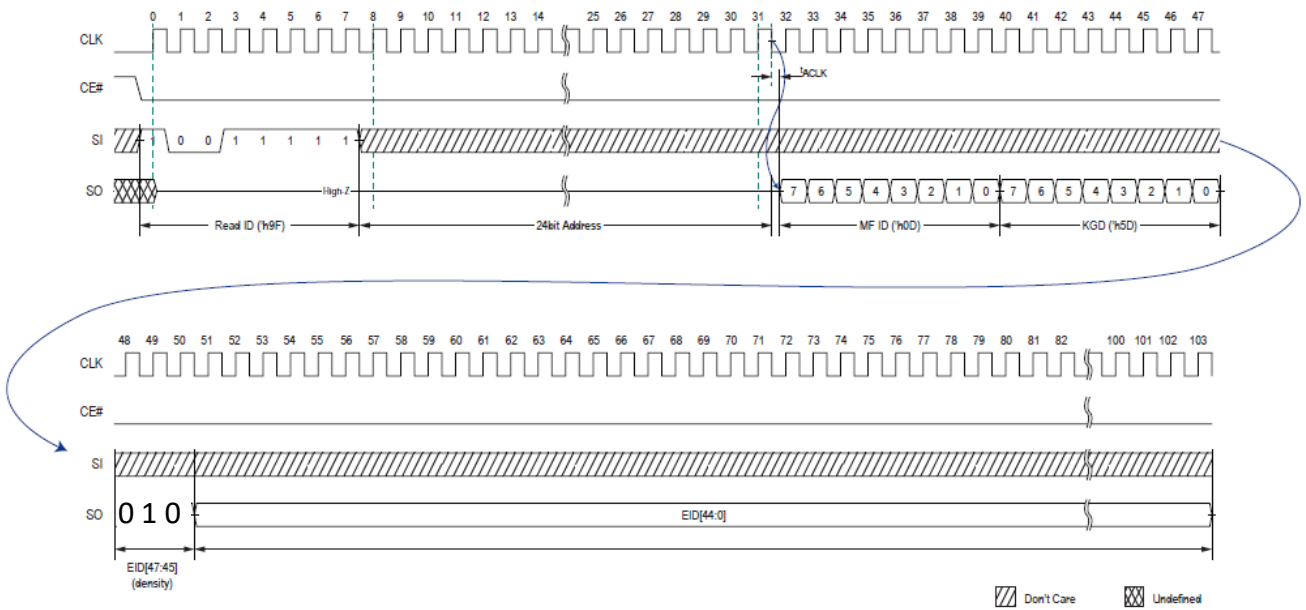 0 1 2 3 4 5 6 7 8 9 10 11 12 13 14 25 26 27 28 29 30 31 32 33 34 35 36 37 38 39 40 41 42 43 44 45 46 47
CLK
tACLK
CE#
SI 1 0 0 1 1 1 1 1
SO High-Z 7 6 5 4 3 2 1 0 7 6 5 4 3 2 1 0
Read ID ('h9F) 24bit Address MF ID ('h0D) KGD ('h5D)
48 49 50 51 52 53 54 55 56 57 58 59 60 61 62 63 64 65 66 67 68 69 70 71 72 73 74 75 76 77 78 79 80 81 82 100 101 102 103
CLK
CE#
SI
SO 0 1 0 EID[44:0]
EID[47:45]
(density)
Don't Care Undefined